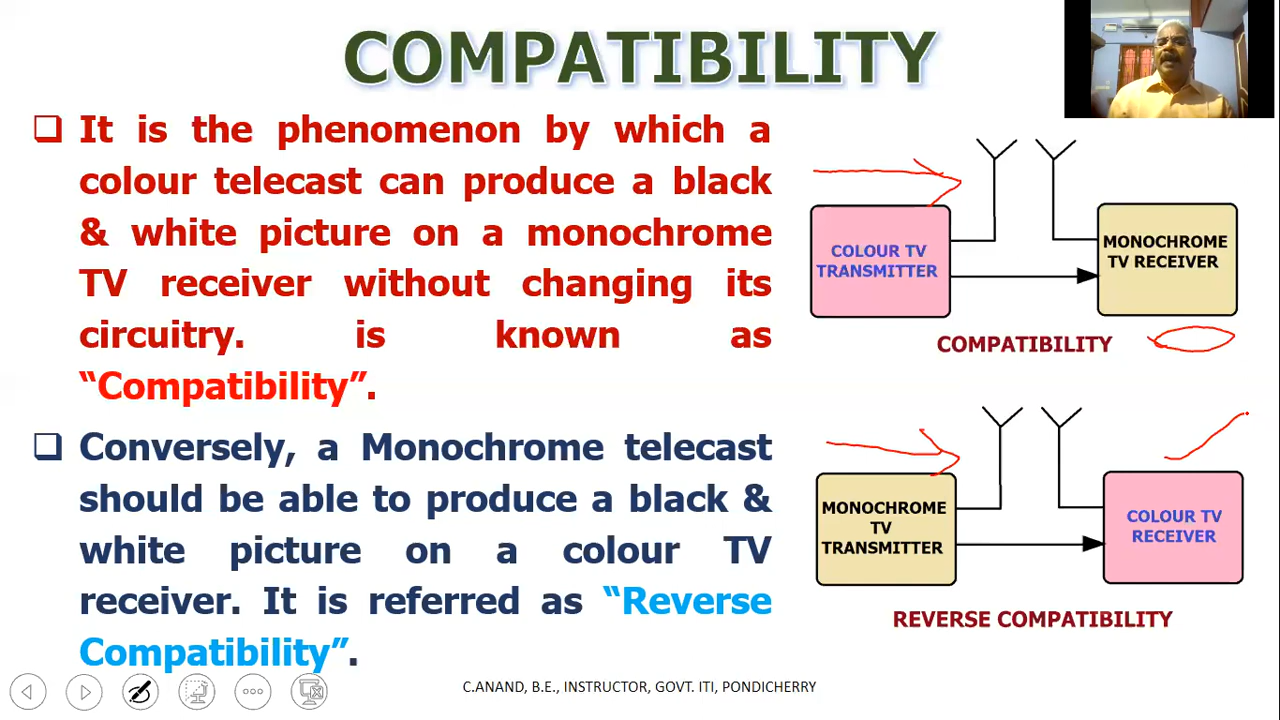 COMPATIBILITY
❑ It is the phenomenon by which a
colour telecast can produce a black
& white picture on a monochrome
TV receiver without changing its
circuitry. is known as
“Compatibility”.
❑ Conversely, a Monochrome telecast
should be able to produce a black &
white picture on a colour TV
receiver. It is referred as “Reverse
Compatibility”.
COLOUR TV
TRANSMITTER
MONOCHROME
TV RECEIVER
COMPATIBILITY
MONOCHROME
TV
TRANSMITTER
COLOUR TV
RECEIVER
REVERSE COMPATIBILITY
C.ANAND, B.E., INSTRUCTOR, GOVT. ITI, PONDICHERRY